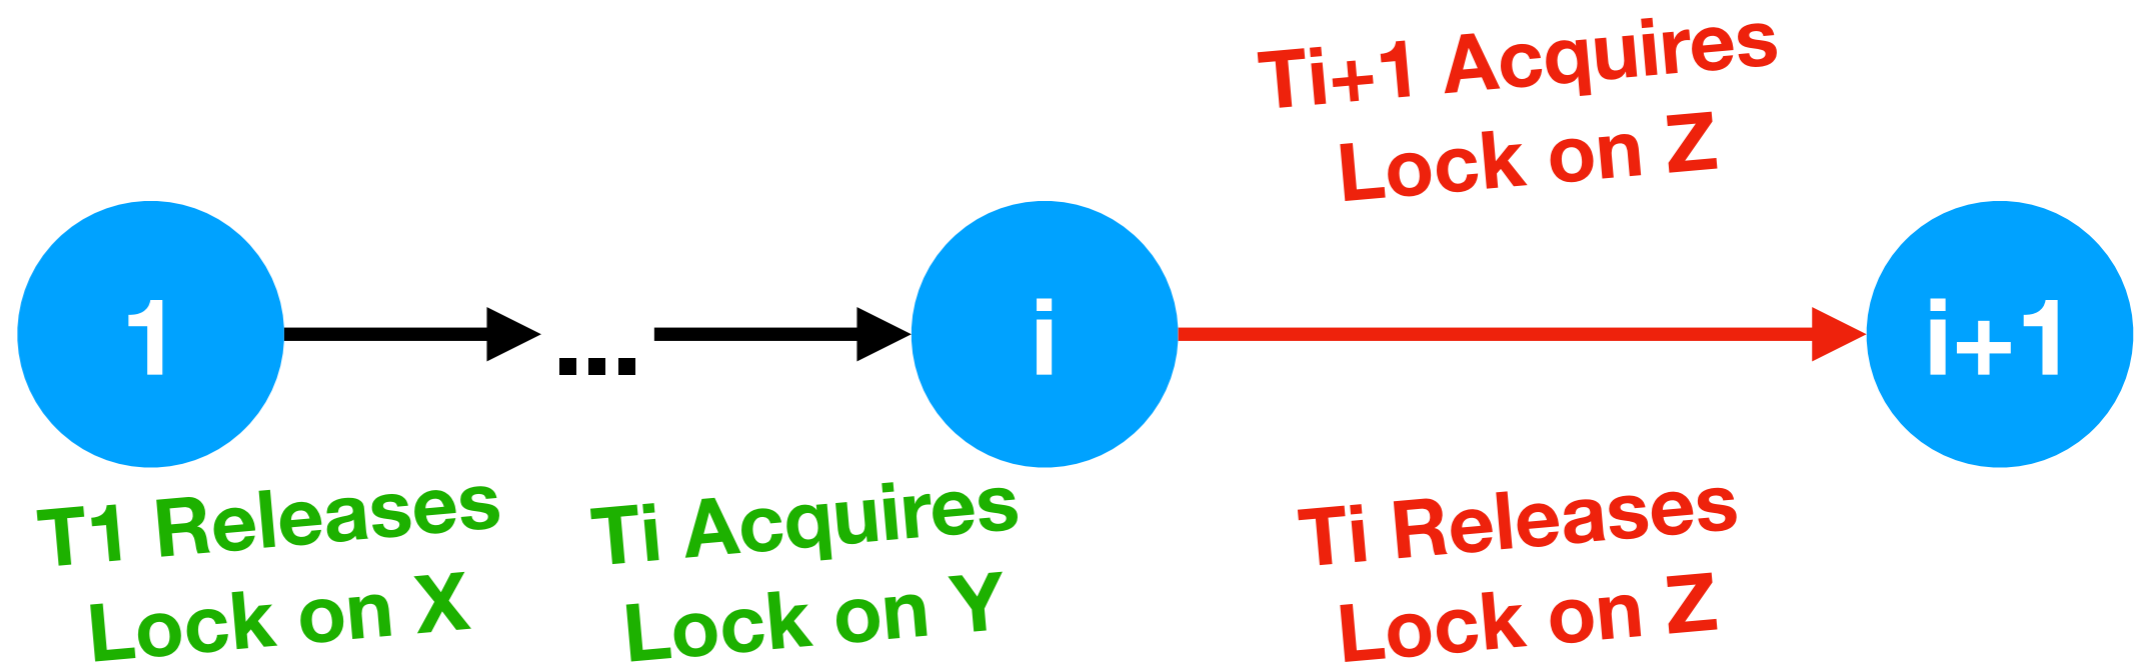 Ti+1 Acquires
Lock on Z
1
...
i
i+1
T1 Releases
Lock on X
Ti Acquires
Lock on Y
Ti Releases
Lock on Z